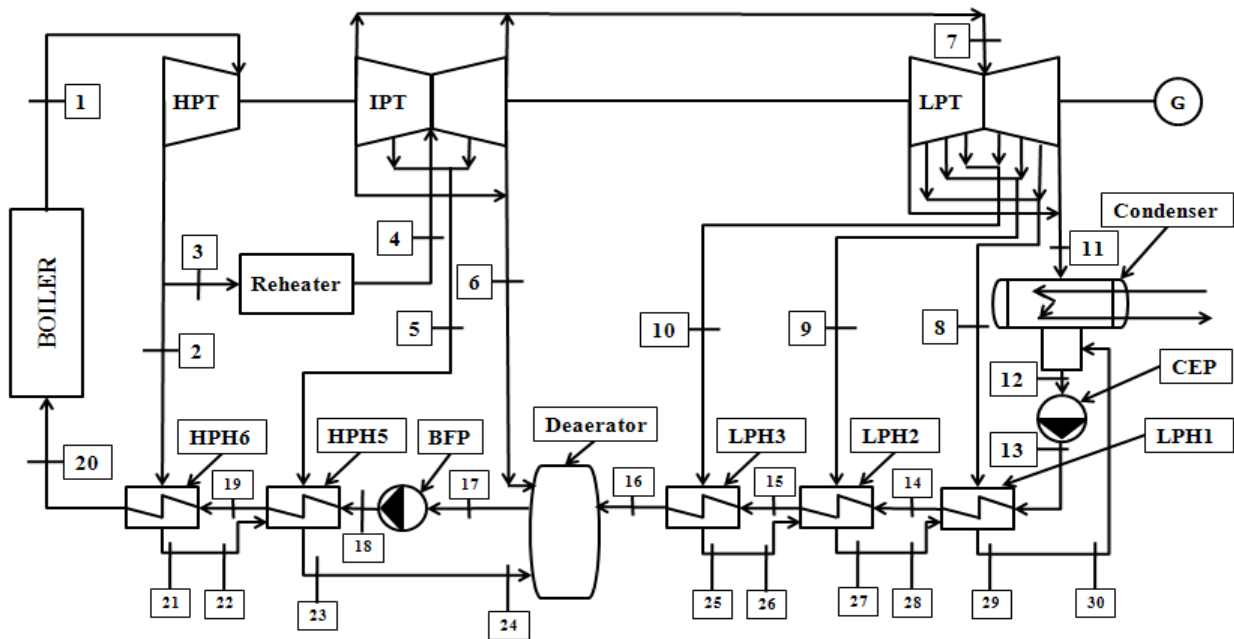 7
1
HPT
IPT
LPT
G
Condenser
3
4
11
BOILER
Reheater
6
5
10
9
8
2
12
CEP
HPH6
HPH5
BFP
Deaerator
LPH3
LPH2
LPH1
13
20
19
17
16
15
14
18
21
22
23
24
25
26
27
28
29
30